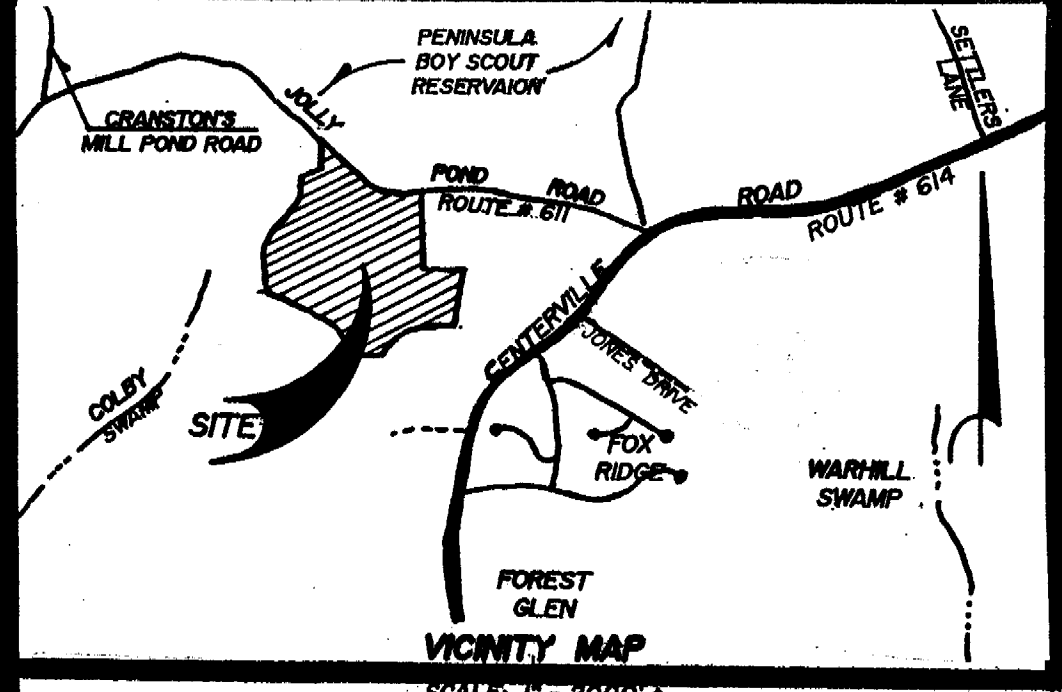 PENINSULA
BOY SCOUT
RESERVAION
SETTLERS
LANE
CRANSTON'S
MILL POND ROAD
JOLLY
POND ROAD
ROUTE # 611
ROAD
ROUTE # 614
CENTERVILLE
JONES DRIVE
COLBY
SWAMP
SITE
FOX
RIDGE
WARHILL
SWAMP
FOREST
GLEN
VICINITY MAP